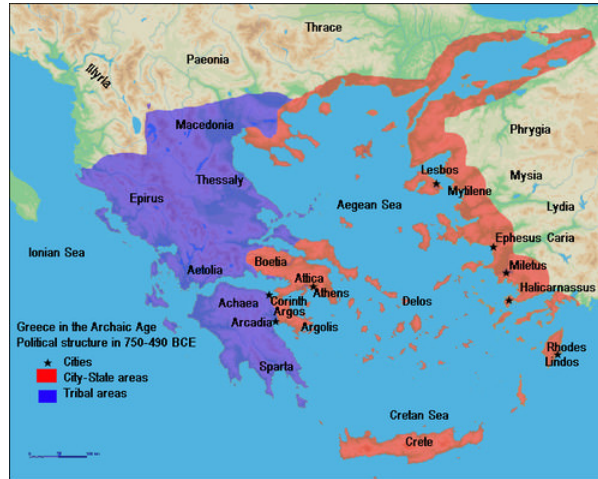 Thrace
Paeonia
Illyria
Macedonia
Phrygia
Thessaly
Lesbos
Mysia
Mytilene
Epirus
Aegean Sea
Lydia
Ephesus Caria
Ionian Sea
Boetia
Aetolia
Attica
Miletus
Athens
Halicarnassus
Achaea
Corinth
Delos
Argos
Arcadia
Argolis
Greece in the Archaic Age
Political structure in 750-490 BCE
Cities
City-State areas
Tribal areas
Sparta
Rhodes
Lindos
Cretan Sea
Crete